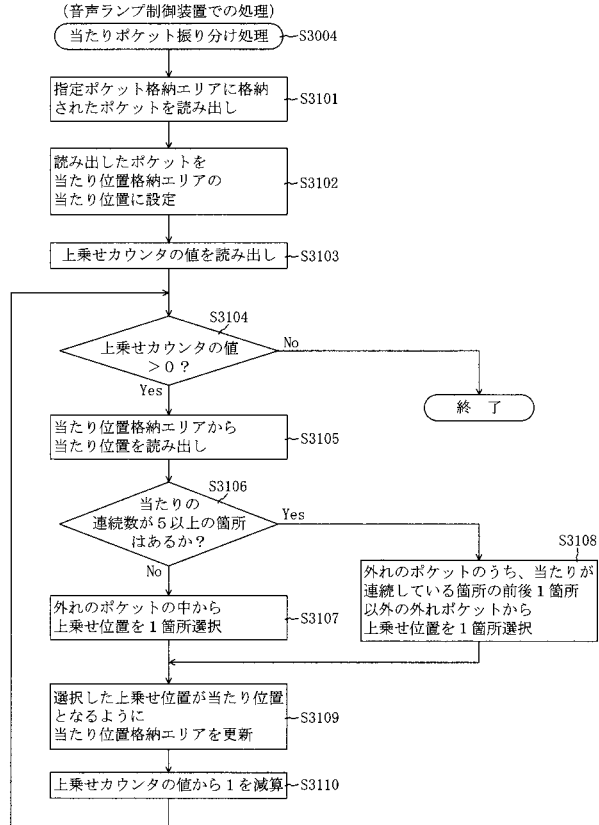 (音声ランプ制御装置での処理)
当たりポケット振り分け処理
S3004
指定ポケット格納エリアに格納
されたポケットを読み出し
S3101
読み出したポケットを
当たり位置格納エリアの
当たり位置に設定
S3102
上乗せカウンタの値を読み出し
S3103
S3104
上乗せカウンタの値
>0?
No
Yes
終 了
当たり位置格納エリアから
当たり位置を読み出し
S3105
S3106
当たりの
連続数が5以上の箇所
はあるか?
Yes
No
S3108
外れのポケットのうち、当たりが
連続している箇所の前後1箇所
以外の外れポケットから
上乗せ位置を1箇所選択
外れのポケットの中から
上乗せ位置を1箇所選択
S3107
選択した上乗せ位置が当たり位置
となるように
当たり位置格納エリアを更新
S3109
上乗せカウンタの値から1を減算
S3110